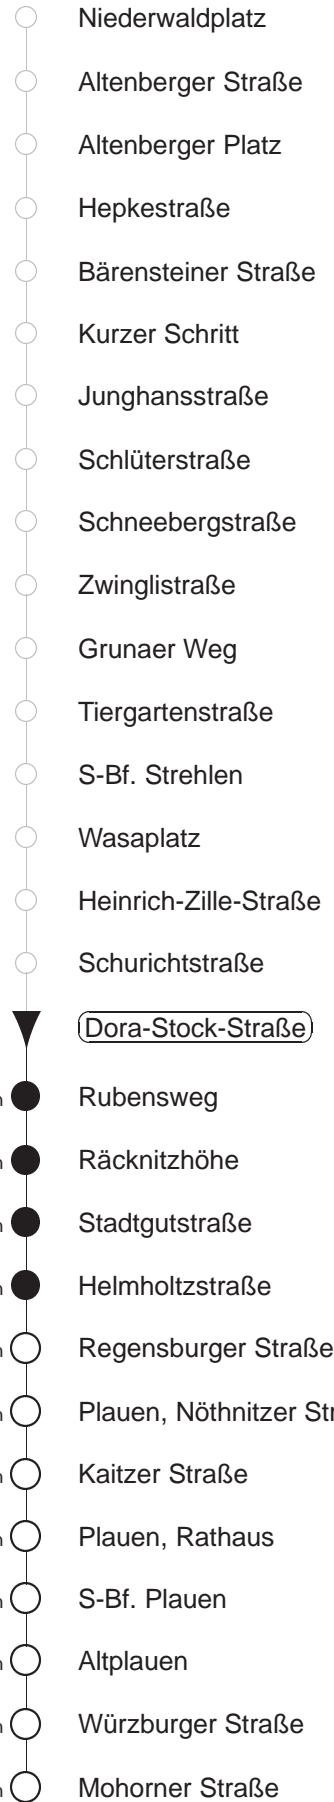 Niederwaldplatz
Altenberger Straße
Altenberger Platz
Hepkestraße
Bärensteiner Straße
Kurzer Schritt
Junghansstraße
Schlüterstraße
Schneebergstraße
Zwinglistraße
Grunaer Weg
Tiergartenstraße
S-Bf. Strehlen
Wasaplatz
Heinrich-Zille-Straße
Schurichtstraße
Dora-Stock-Straße
Rubensweg
Räcknitzhöhe
Stadtgutstraße
Helmholtzstraße
Regensburger Straße
Plauen, Nöthnitzer
Kaitzer Straße
Plauen, Rathaus
S-Bf. Plauen
Altplauen
Würzburger Straße
Mohorner Straße